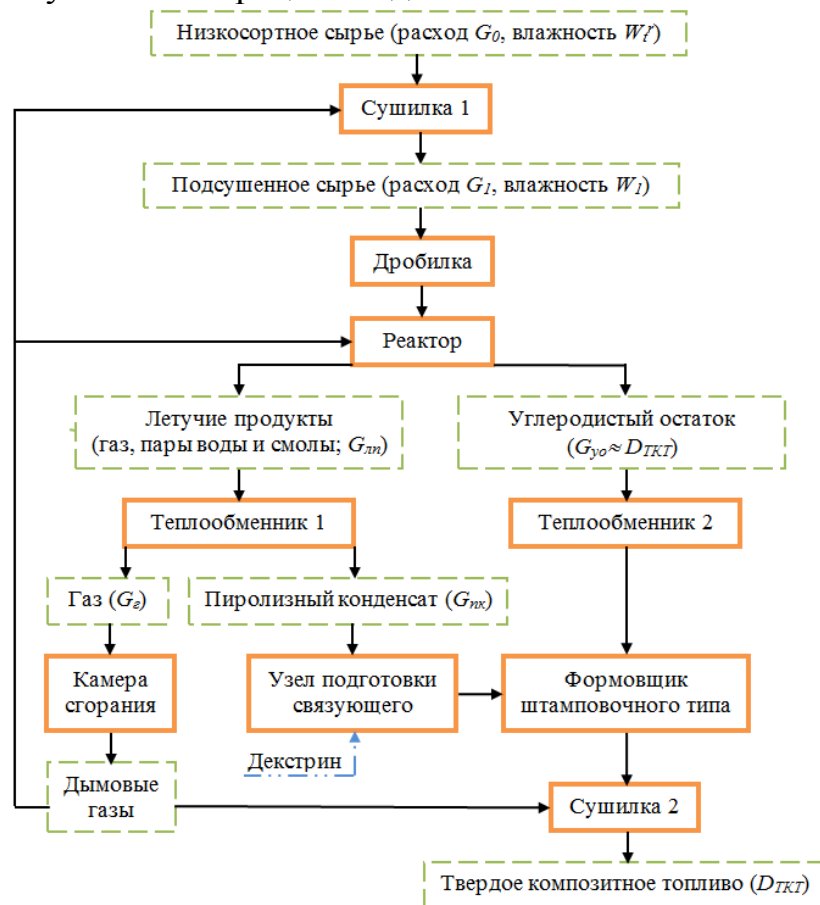 Низкосортное сырье (расход G₀, влажность Wₜʳ)
Сушилка 1
Подсушенное сырье (расход G₁, влажность W₁)
Дробилка
Реактор
Летучие продукты
(газ, пары воды и смолы; Gлп)
Углеродистый остаток
(Gуо≈ DТКТ)
Теплообменник 1
Теплообменник 2
Газ (Gг)
Пиролизный конденсат (Gпк)
Камера
сгорания
Узел подготовки
связующего
Формовщик
штамповочного типа
Декстрин
Дымовые
газы
Сушилка 2
Твердое композитное топливо (DТКТ)